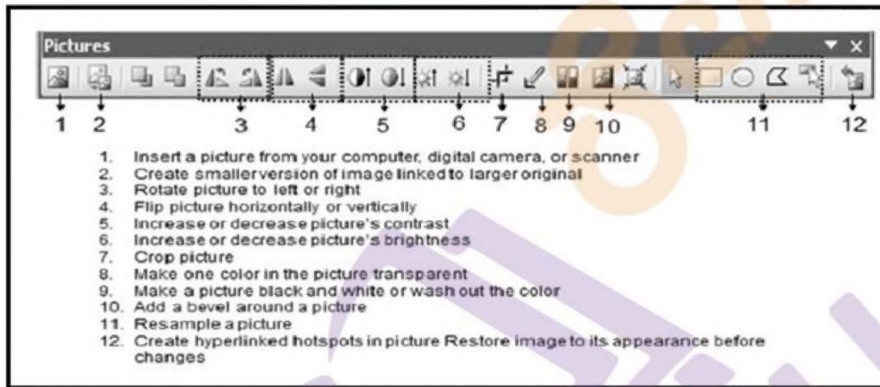 Pictures
1 2 3 4 5 6 7 8 9 10 11 12
1. Insert a picture from your computer, digital camera, or scanner
2. Create smaller version of image linked to larger original
3. Rotate picture to left or right
4. Flip picture horizontally or vertically
5. Increase or decrease picture's contrast
6. Increase or decrease picture's brightness
7. Crop picture
8. Make one color in the picture transparent
9. Make a picture black and white or wash out the color
10. Add a bevel around a picture
11. Resample a picture
12. Create hyperlinked hotspots in picture Restore image to its appearance before
changes